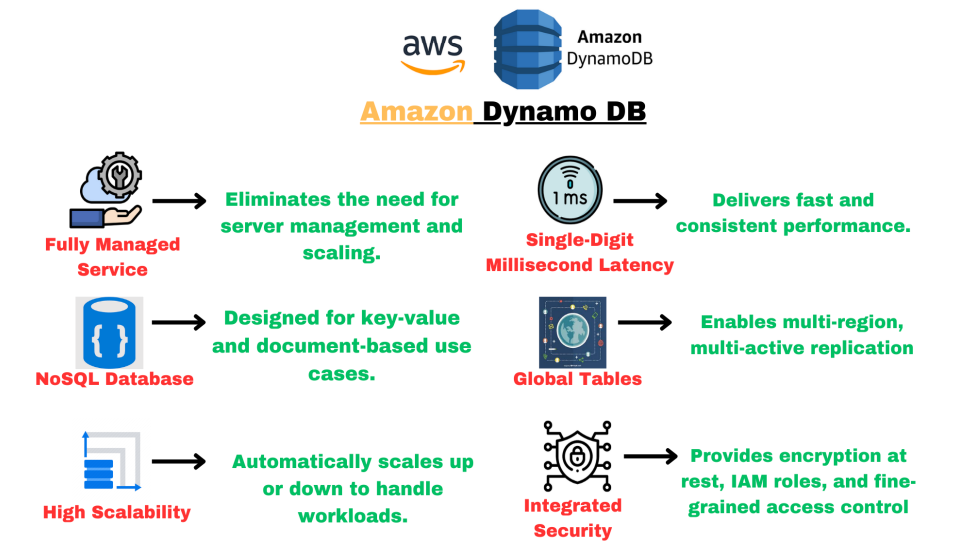 aws
Amazon
DynamoDB
Amazon Dynamo DB
Fully Managed
Service
Eliminates the need for
server management and
scaling.
1 ms
Single-Digit
Millisecond Latency
Delivers fast and
consistent performance.
{ }
NoSQL Database
Designed for key-value
and document-based use
cases.
Global Tables
Enables multi-region,
multi-active replication
High Scalability
Automatically scales up
or down to handle
workloads.
Integrated
Security
Provides encryption at
rest, IAM roles, and fine-
grained access control